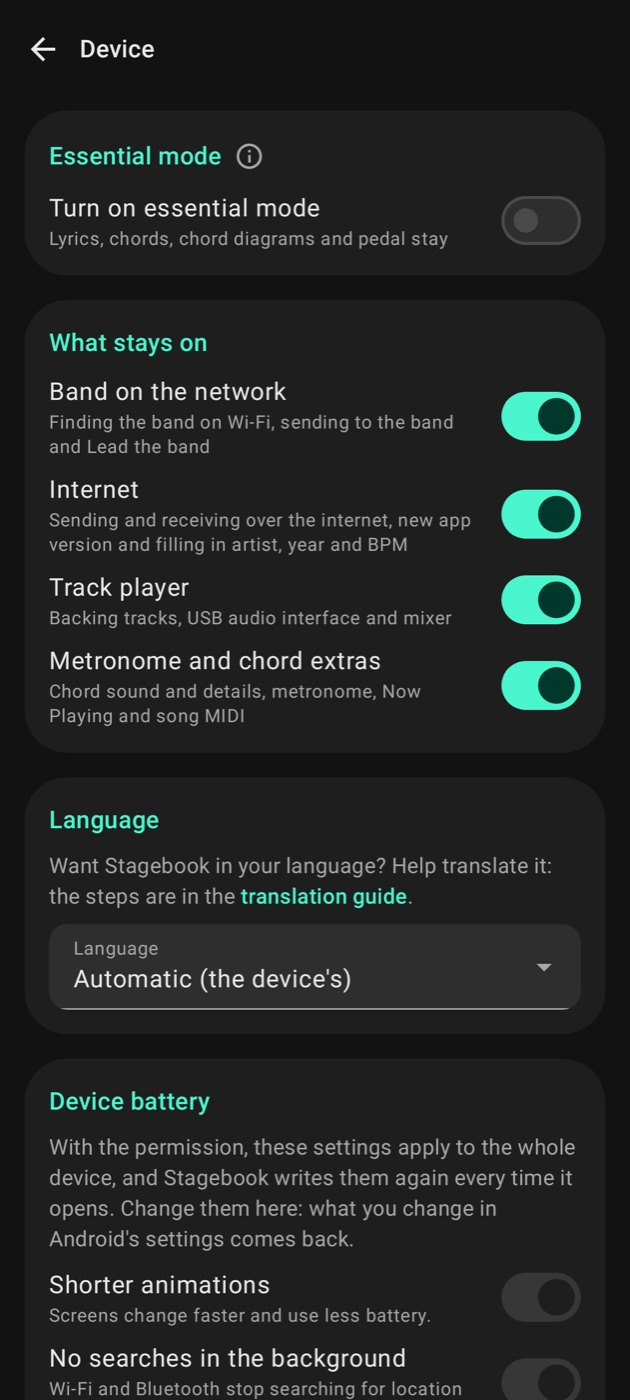 Device
Essential mode
Turn on essential mode
Lyrics, chords, chord diagrams and pedal stay
What stays on
Band on the network
Finding the band on Wi-Fi, sending to the band
and Lead the band
Internet
Sending and receiving over the internet, new app
version and filling in artist, year and BPM
Track player
Backing tracks, USB audio interface and mixer
Metronome and chord extras
Chord sound and details, metronome, Now
Playing and song MIDI
Language
Want Stagebook in your language? Help translate it:
the steps are in the translation guide.
Language
Automatic (the device's)
Device battery
With the permission, these settings apply to the whole
device, and Stagebook writes them again every time it
opens. Change them here: what you change in
Android's settings comes back.
Shorter animations
Screens change faster and use less battery.
No searches in the background
Wi-Fi and Bluetooth stop searching for location